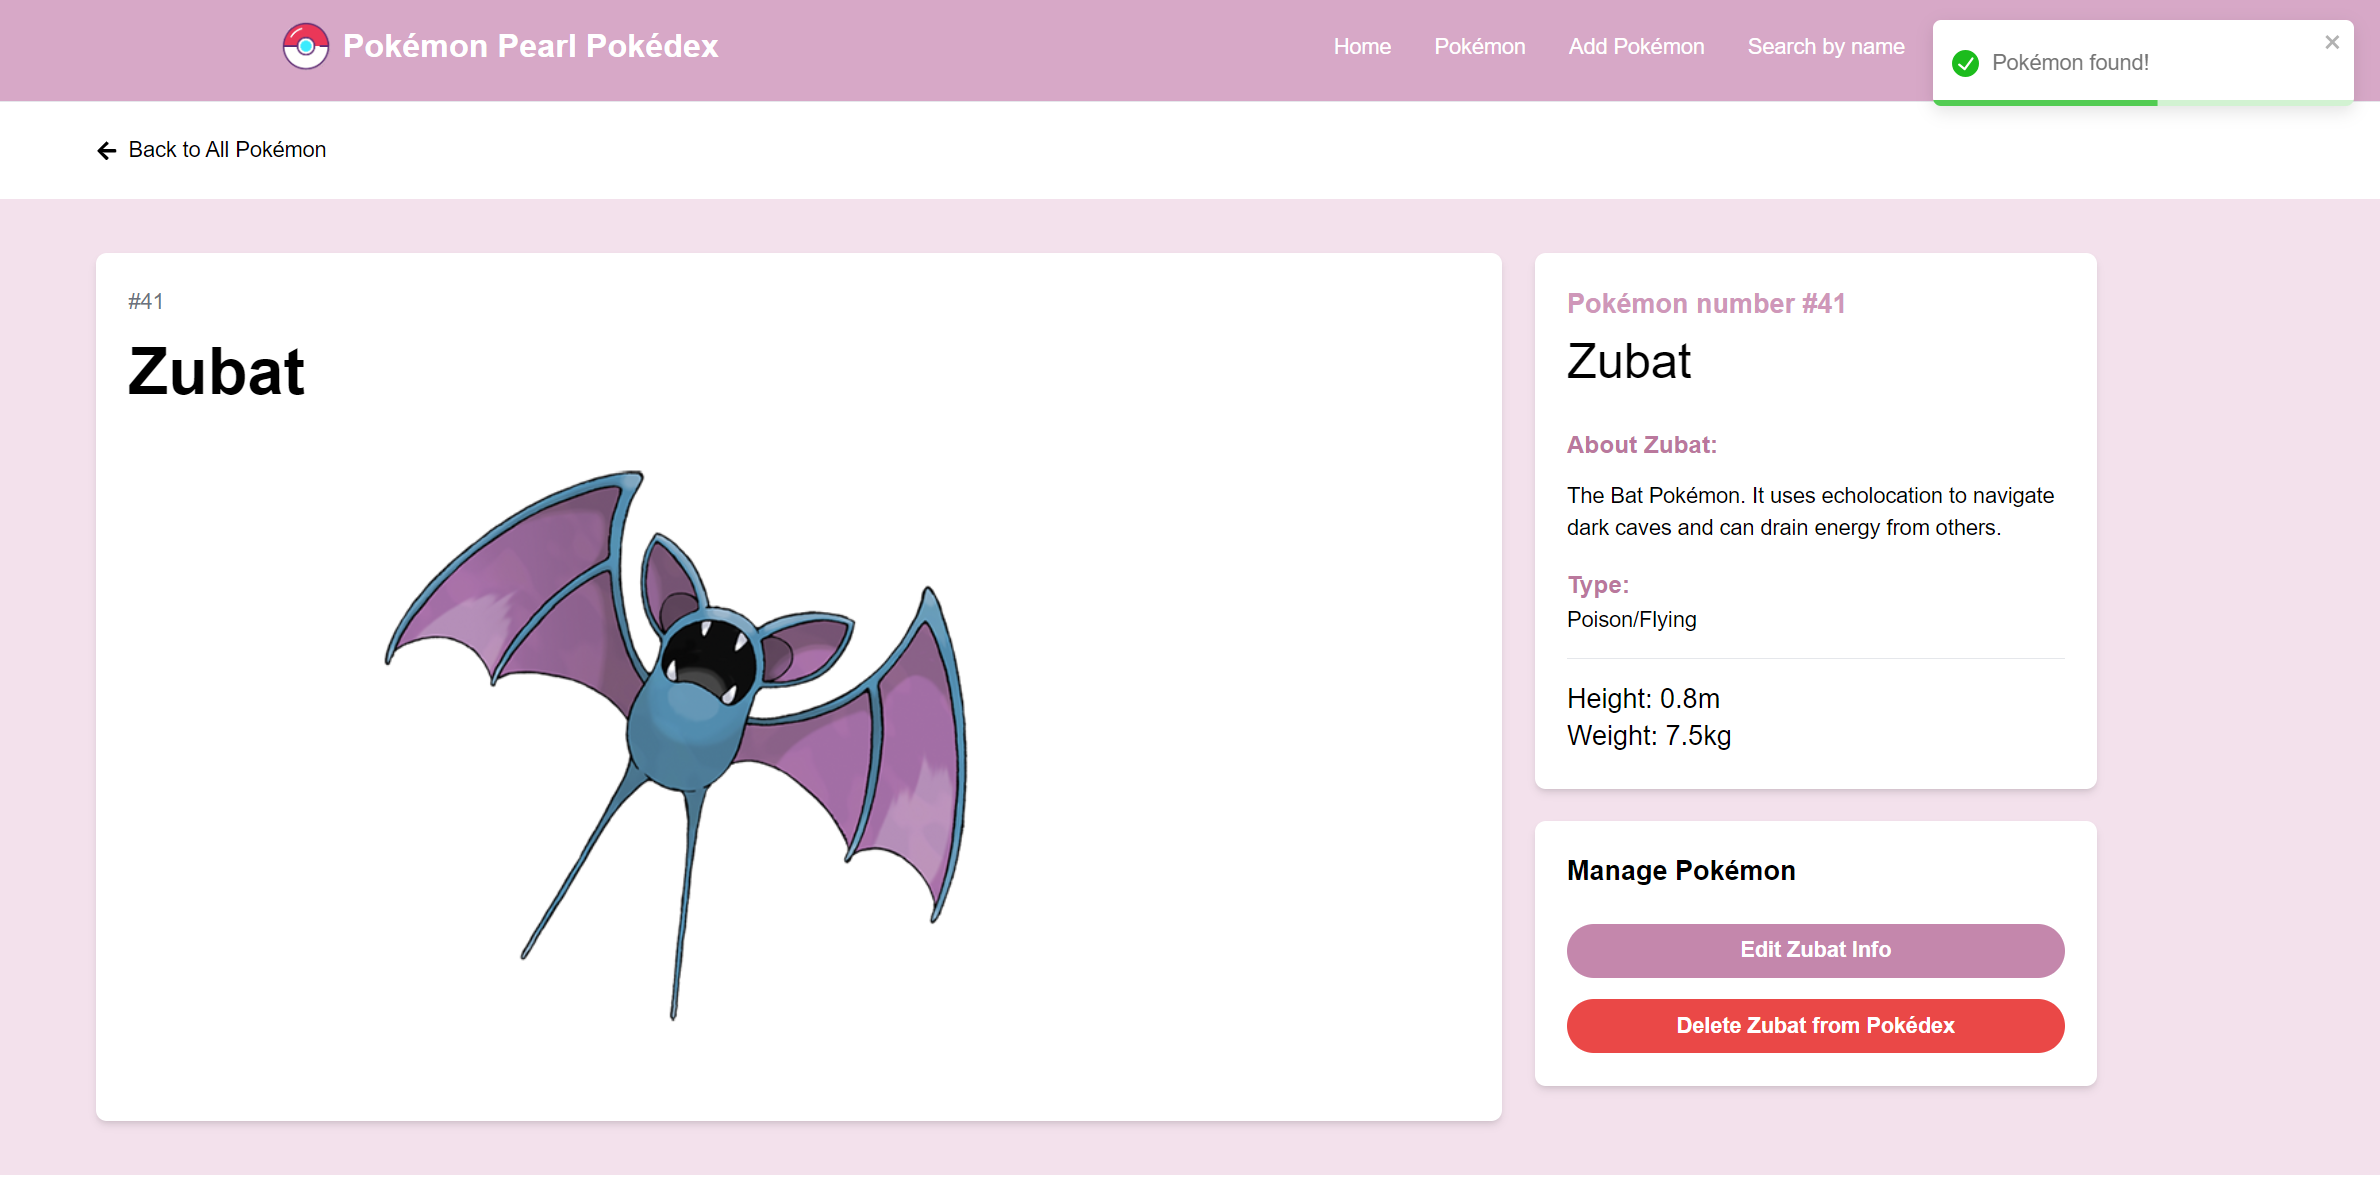 Pokémon Pearl Pokédex
Home
Pokémon
Add Pokémon
Search by name
Pokémon found!
Back to All Pokémon
#41
Zubat
Pokémon number #41
Zubat
About Zubat:
The Bat Pokémon. It uses echolocation to navigate
dark caves and can drain energy from others.
Type:
Poison/Flying
Height: 0.8m
Weight: 7.5kg
Manage Pokémon
Edit Zubat Info
Delete Zubat from Pokédex